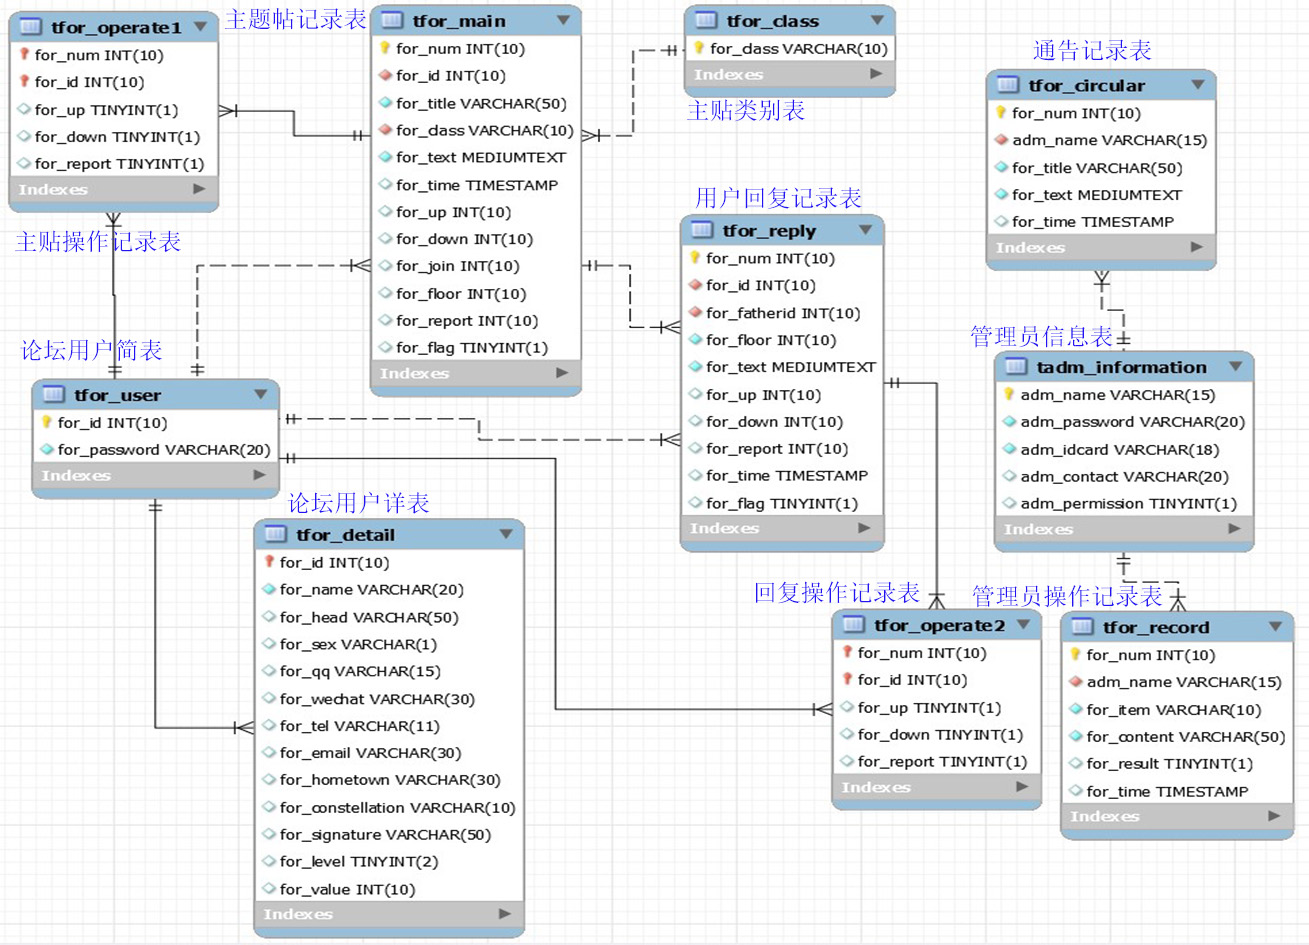 主题帖记录表
tfor_operate1
for_num INT(10)
for_id INT(10)
for_up TINYINT(1)
for_down TINYINT(1)
for_report TINYINT(1)
Indexes
主贴操作记录表
tfor_main
for_num INT(10)
for_id INT(10)
for_title VARCHAR(50)
for_class VARCHAR(10)
for_text MEDIUMTEXT
for_time TIMESTAMP
for_up INT(10)
for_down INT(10)
for_join INT(10)
for_floor INT(10)
for_report INT(10)
for_flag TINYINT(1)
Indexes
tfor_class
for_class VARCHAR(10)
Indexes
主贴类别表
通告记录表
tfor_circular
for_num INT(10)
adm_name VARCHAR(15)
for_title VARCHAR(50)
for_text MEDIUMTEXT
for_time TIMESTAMP
Indexes
用户回复记录表
tfor_reply
for_num INT(10)
for_id INT(10)
for_fatherid INT(10)
for_floor INT(10)
for_text MEDIUMTEXT
for_up INT(10)
for_down INT(10)
for_report INT(10)
for_time TIMESTAMP
for_flag TINYINT(1)
Indexes
论坛用户简表
tfor_user
for_id INT(10)
for_password VARCHAR(20)
Indexes
管理员信息表
tadm_information
adm_name VARCHAR(15)
adm_password VARCHAR(20)
adm_idcard VARCHAR(18)
adm_contact VARCHAR(20)
adm_permission TINYINT(1)
Indexes
论坛用户详表
tfor_detail
for_id INT(10)
for_name VARCHAR(20)
for_head VARCHAR(50)
for_sex VARCHAR(1)
for_qq VARCHAR(15)
for_wechat VARCHAR(30)
for_tel VARCHAR(11)
for_email VARCHAR(30)
for_hometown VARCHAR(30)
for_constellation VARCHAR(10)
for_signature VARCHAR(50)
for_level TINYINT(2)
for_value INT(10)
Indexes
回复操作记录表
tfor_operate2
for_num INT(10)
for_id INT(10)
for_up TINYINT(1)
for_down TINYINT(1)
for_report TINYINT(1)
Indexes
管理员操作记录表
tfor_record
for_num INT(10)
adm_name VARCHAR(15)
for_item VARCHAR(10)
for_content VARCHAR(50)
for_result TINYINT(1)
for_time TIMESTAMP
Indexes